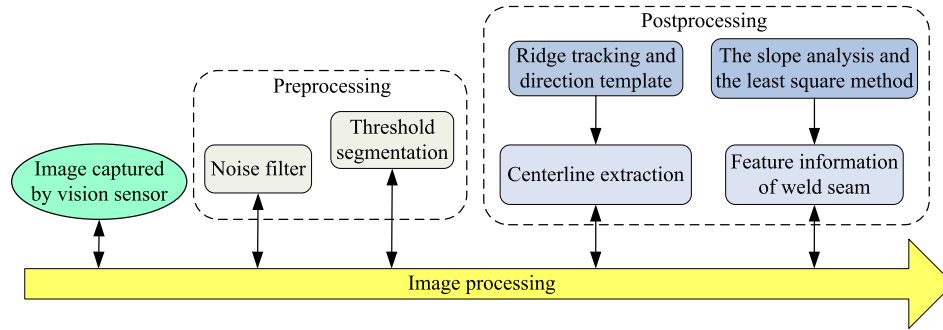 Postprocessing
Ridge tracking and
direction template
The slope analysis and
the least square method
Preprocessing
Threshold
segmentation
Image captured
by vision sensor
Noise filter
Centerline extraction
Feature information
of weld seam
Image processing